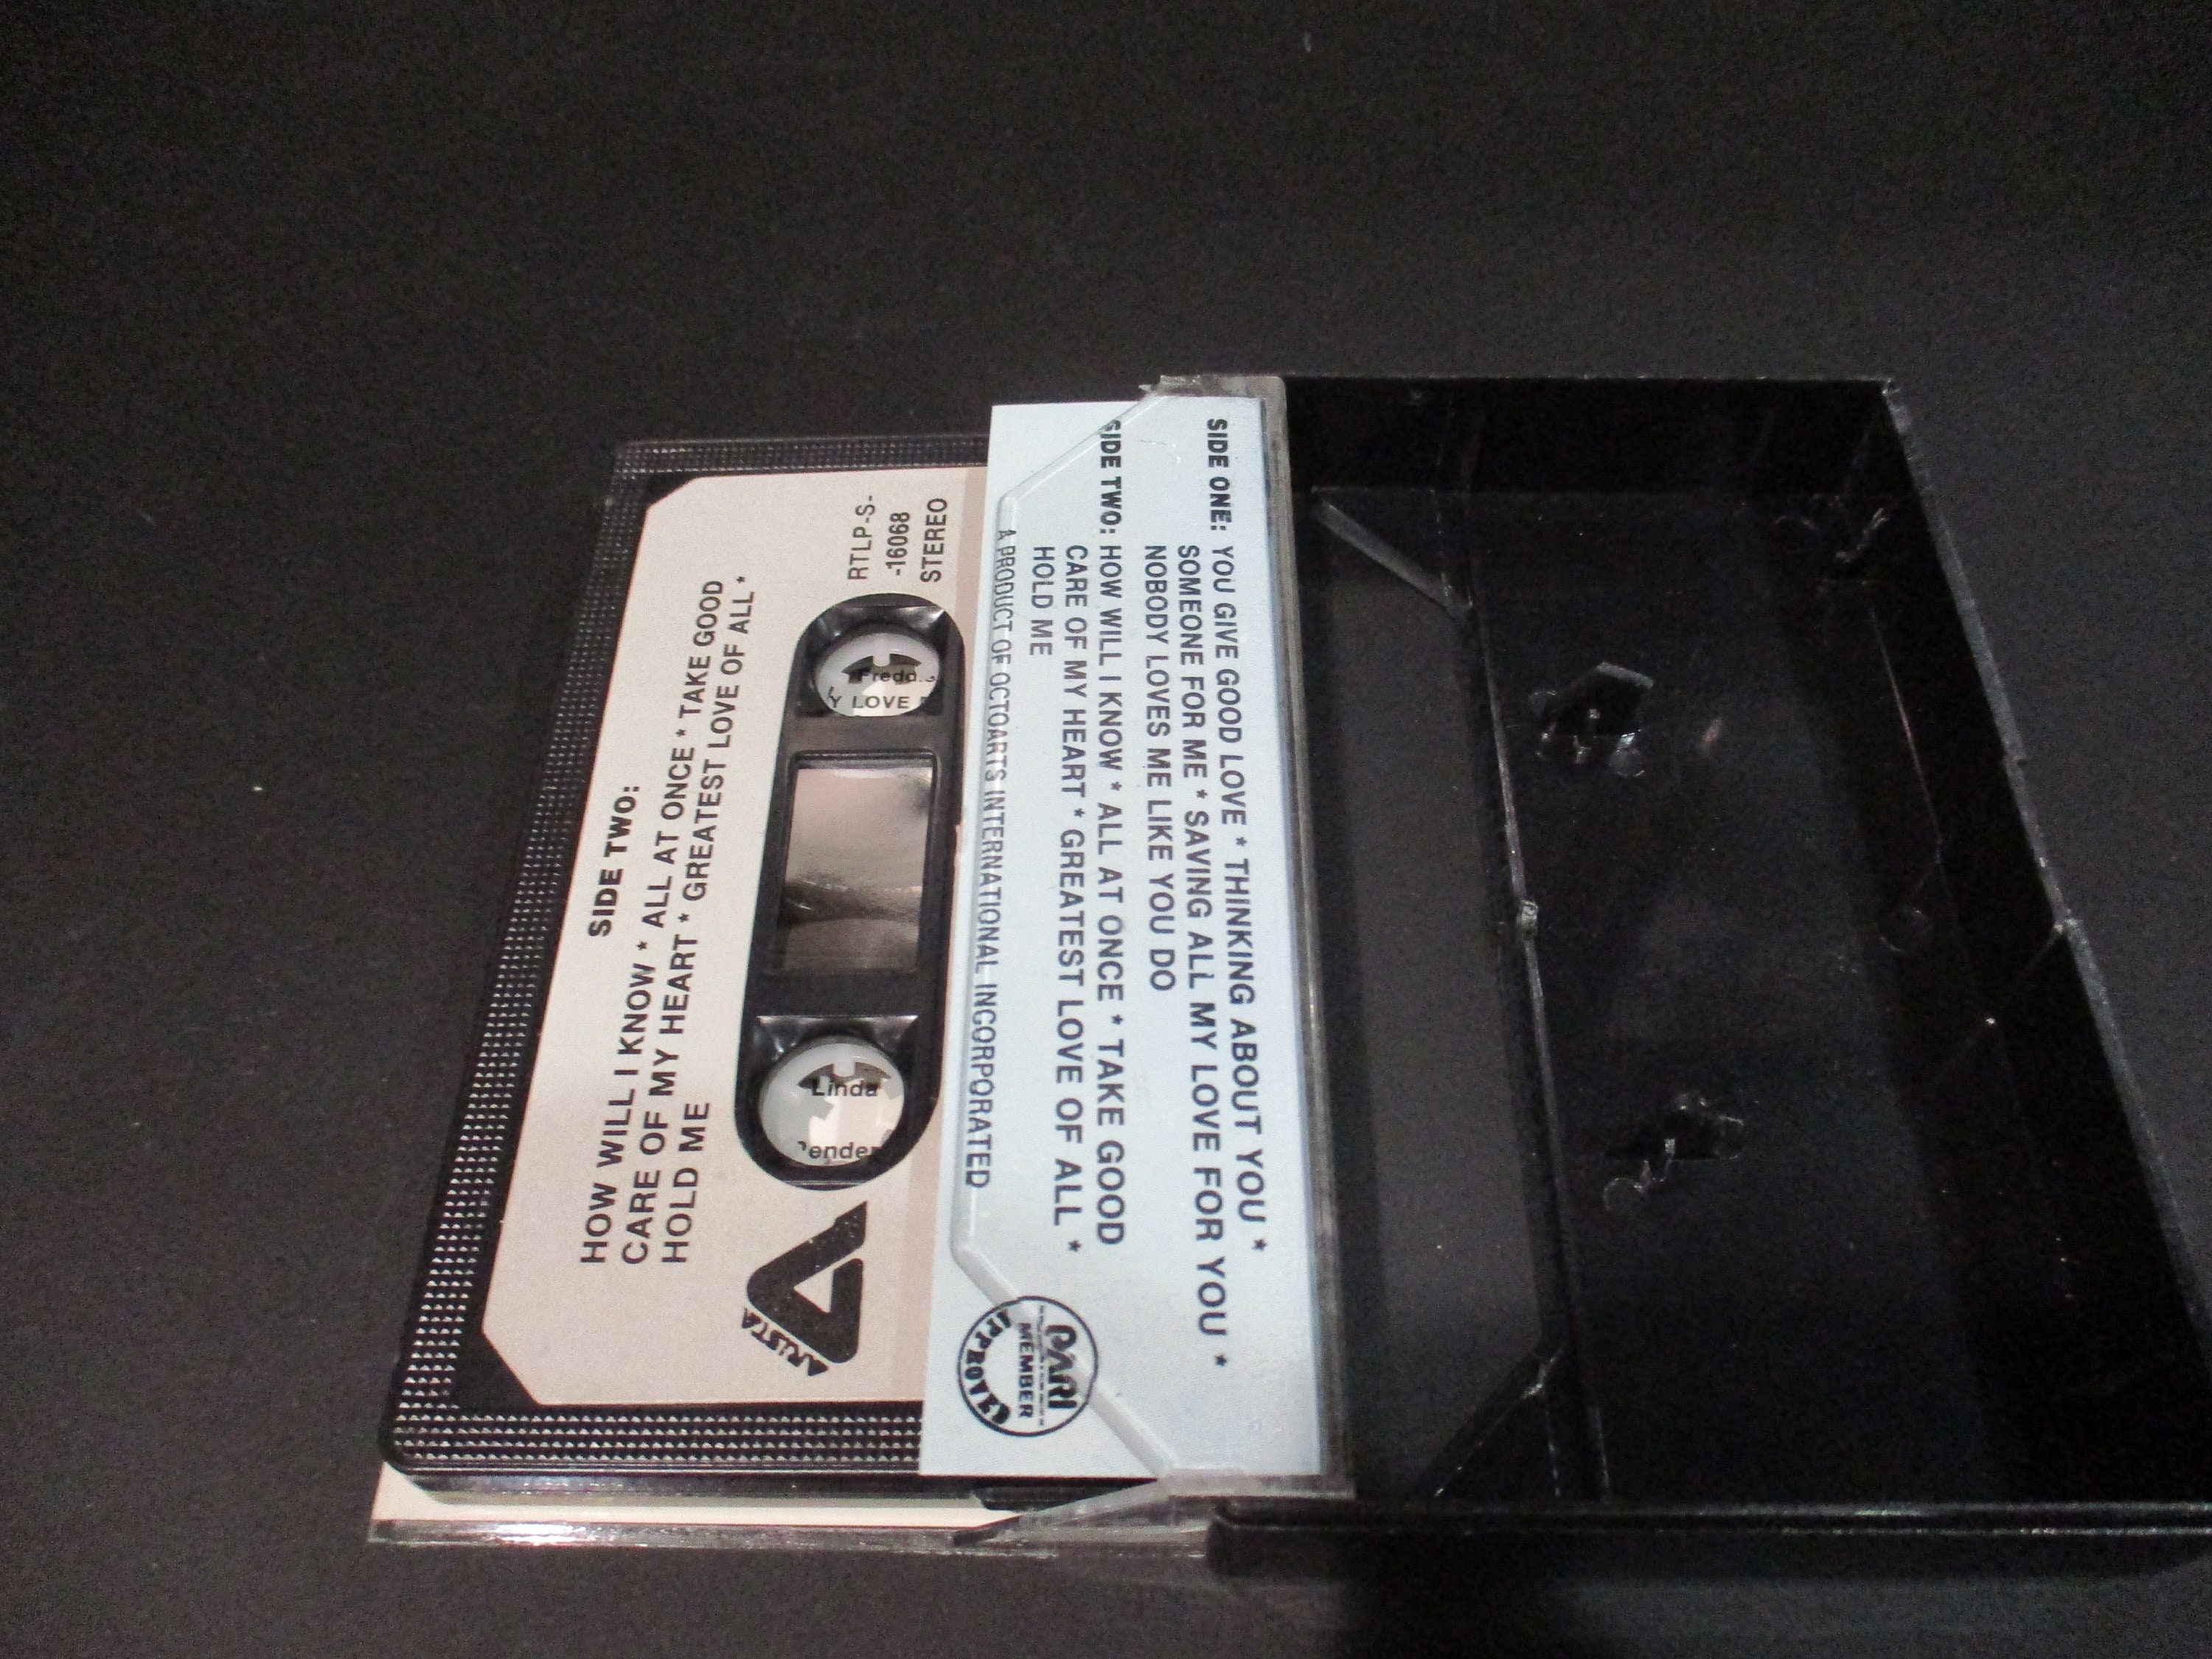 SIDE TWO:
HOW WILL I KNOW * ALL AT ONCE * TAKE GOOD
CARE OF MY HEART * GREATEST LOVE OF ALL *
HOLD ME
RTLP-S-
-16068
STEREO
Freda
Y LOVE
Linda
ender
ARISTA
SIDE ONE: YOU GIVE GOOD LOVE * THINKING ABOUT YOU *
SOMEONE FOR ME * SAVING ALL MY LOVE FOR YOU *
NOBODY LOVES ME LIKE YOU DO
SIDE TWO: HOW WILL I KNOW * ALL AT ONCE * TAKE GOOD
CARE OF MY HEART * GREATEST LOVE OF ALL *
HOLD ME
A PRODUCT OF OCTOARTS INTERNATIONAL INCORPORATED
PARI
MEMBER
APPROVED